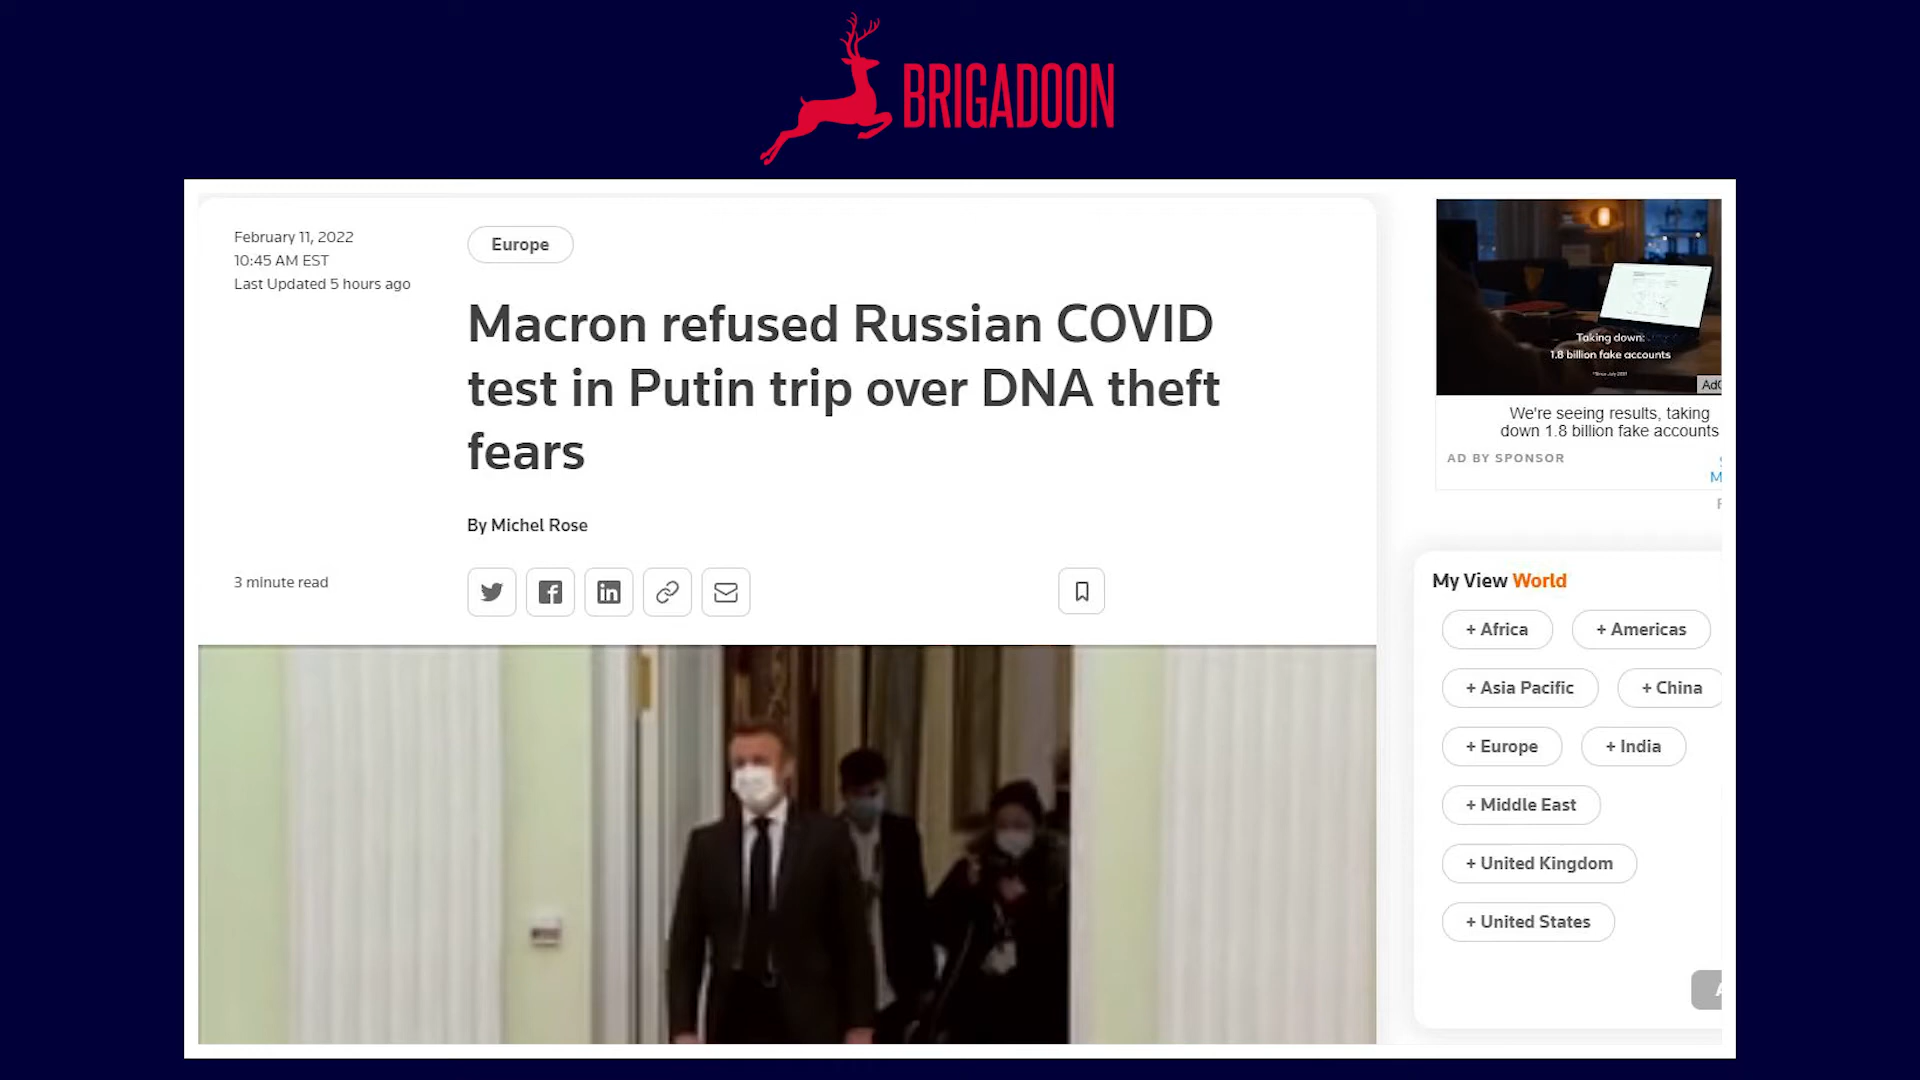 BRIGADOON
February 11, 2022
10:45 AM EST
Last Updated 5 hours ago
Europe
Macron refused Russian COVID
test in Putin trip over DNA theft
fears
By Michel Rose
3 minute read
Taking down:
1.8 billion fake accounts
We're seeing results, taking
down 1.8 billion fake accounts
AD BY SPONSOR
My View World
+ Africa
+ Americas
+ Asia Pacific
+ China
+ Europe
+ India
+ Middle East
+ United Kingdom
+ United States